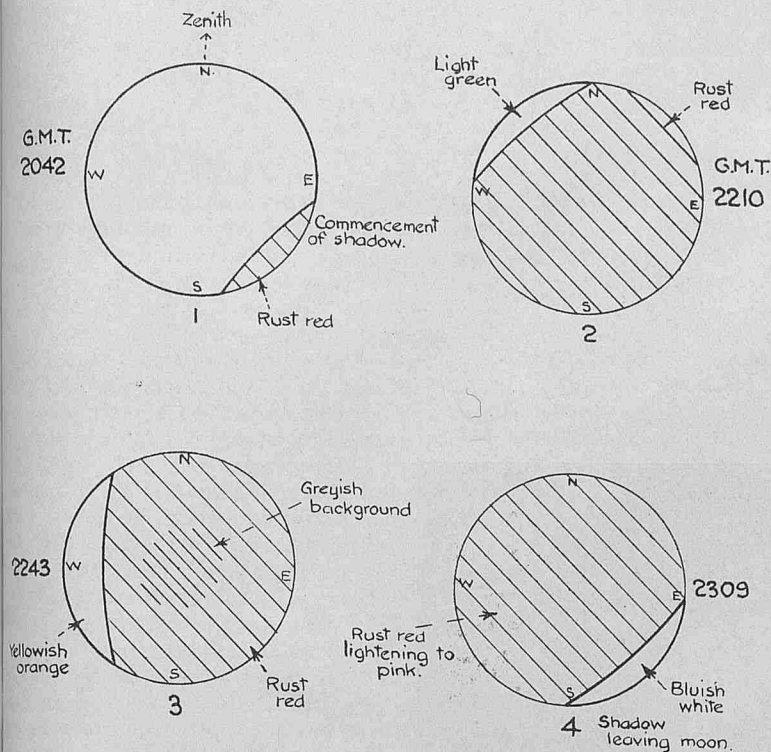 Zenith
N.
G.M.T.
2042
W
E
Commencement
of shadow.
S
Rust red
1
Light
green
N
Rust
red
G.M.T.
2210
W
E
S
2
N
Greyish
background
2243
W
E
Yellowish
orange
S
Rust
red
3
N
W
E
2309
Rust red
lightening to
pink.
S
Bluish
white
4 Shadow
leaving moon.